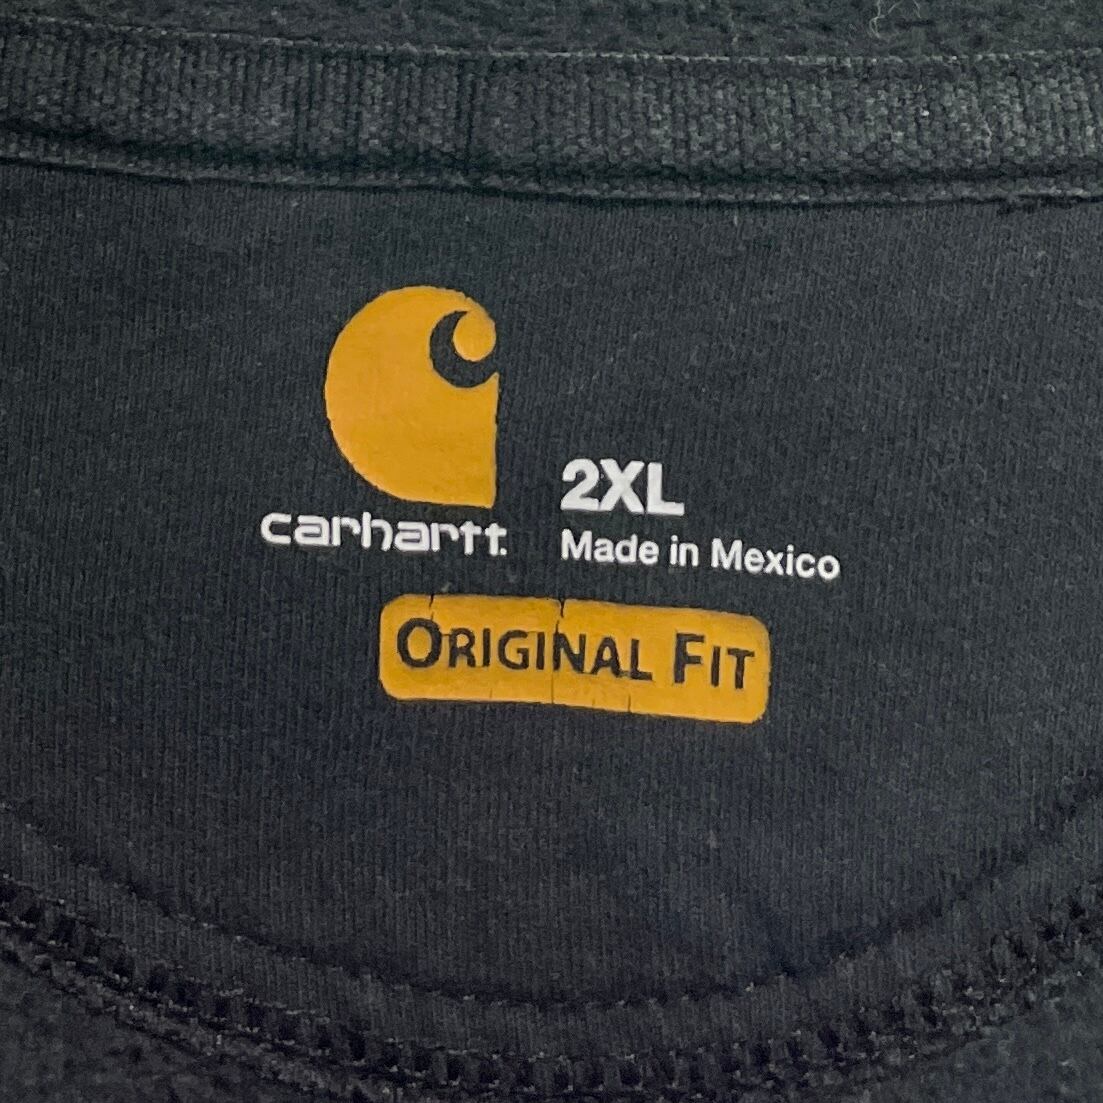 carhartt.
2XL
Made in Mexico
ORIGINAL FIT